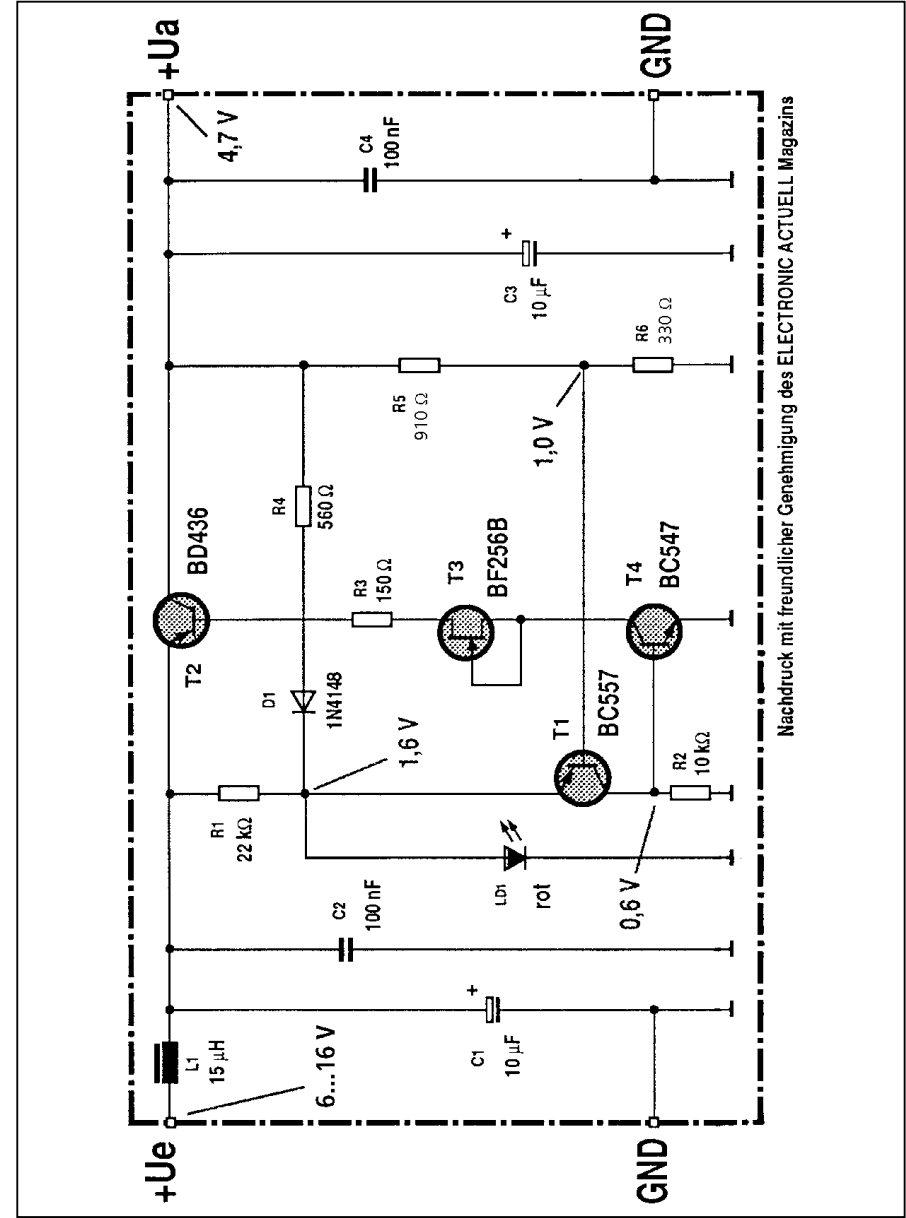 +Ue
6...16 V
L1
15 µH
C1
+
10 µF
GND
C2
100 nF
R1
22 kΩ
LD1
rot
0,6 V
1,6 V
D1
1N4148
T2
BD436
T1
BC557
R2
10 kΩ
R3
150 Ω
T3
BF256B
T4
BC547
R4
560 Ω
R5
910 Ω
1,0 V
R6
330 Ω
C3
+
10 µF
C4
100 nF
4,7 V
+Ua
GND
Nachdruck mit freundlicher Genehmigung des ELECTRONIC ACTUELL Magazins